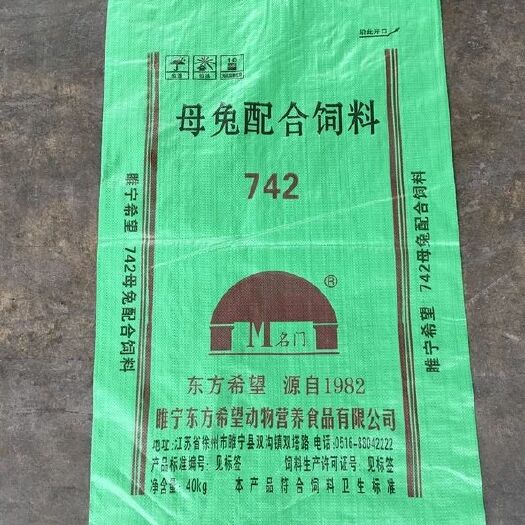 沿此开口
母兔配合饲料
742
睢宁希望 742母兔配合饲料
睢宁希望 742母兔配合饲料
®
M名门
东方希望 源自1982
睢宁东方希望动物营养食品有限公司
地址:江苏省徐州市睢宁县双沟镇双塔路 电话:0516-88042222
产品标准编号:见标签 饲料生产许可证号:见标签
净含量:40kg 本产品符合饲料卫生标准